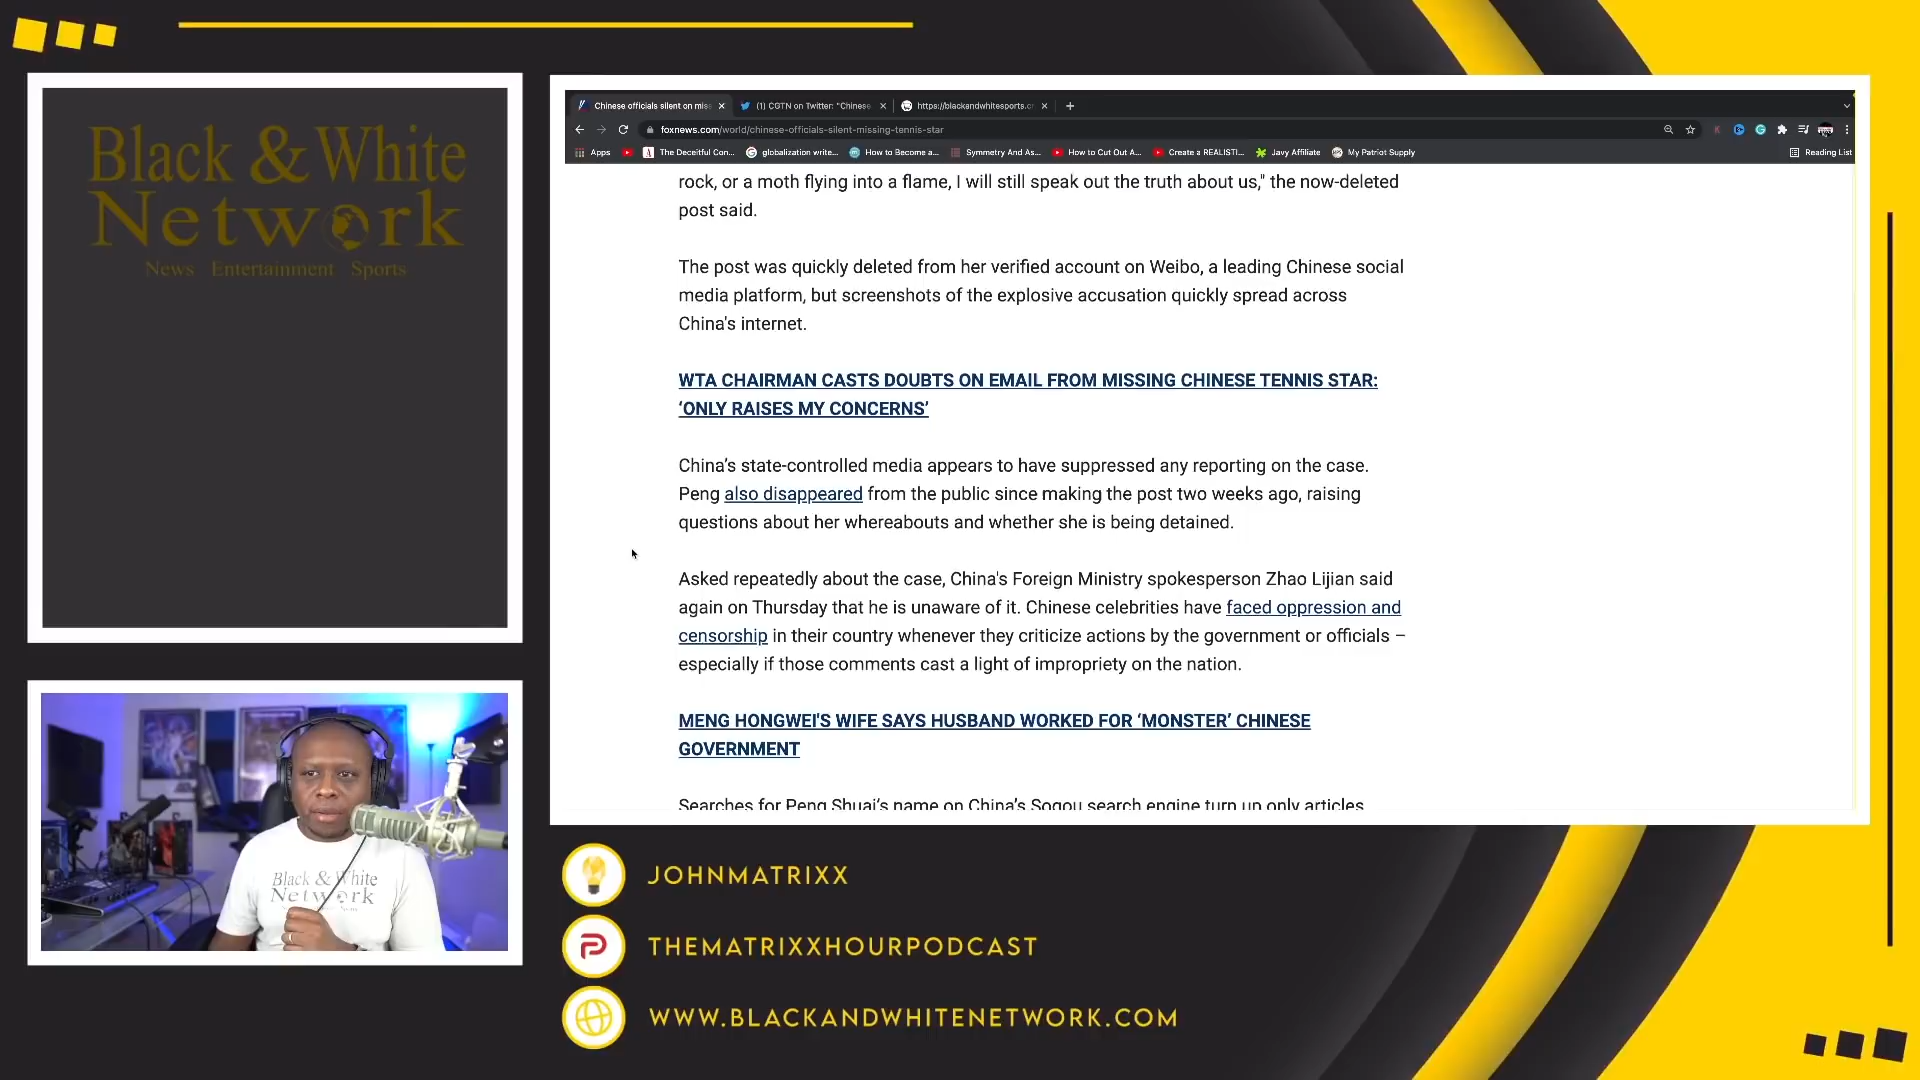 Black & White
Network
News Entertainment Sports
Chinese officials silent on miss
(1) CGTN on Twitter: "Chinese
https://blackandwhitesports.c
foxnews.com/world/chinese-officials-silent-missing-tennis-star
Apps
The Deceitful Con...
globalization write...
How to Become a...
Symmetry And As...
How to Cut Out A...
Create a REALISTI...
Javy Affiliate
My Patriot Supply
Reading List
rock, or a moth flying into a flame, I will still speak out the truth about us," the now-deleted
post said.
The post was quickly deleted from her verified account on Weibo, a leading Chinese social
media platform, but screenshots of the explosive accusation quickly spread across
China's internet.
WTA CHAIRMAN CASTS DOUBTS ON EMAIL FROM MISSING CHINESE TENNIS STAR:
‘ONLY RAISES MY CONCERNS’
China’s state-controlled media appears to have suppressed any reporting on the case.
Peng also disappeared from the public since making the post two weeks ago, raising
questions about her whereabouts and whether she is being detained.
Asked repeatedly about the case, China's Foreign Ministry spokesperson Zhao Lijian said
again on Thursday that he is unaware of it. Chinese celebrities have faced oppression and
censorship in their country whenever they criticize actions by the government or officials –
especially if those comments cast a light of impropriety on the nation.
MENG HONGWEI'S WIFE SAYS HUSBAND WORKED FOR ‘MONSTER’ CHINESE
GOVERNMENT
Searches for Peng Shuai’s name on China’s Sogou search engine turn up only articles
Black & White
Network
JOHNMATRIXX
THEMATRIXXHOURPODCAST
WWW.BLACKANDWHITENETWORK.COM